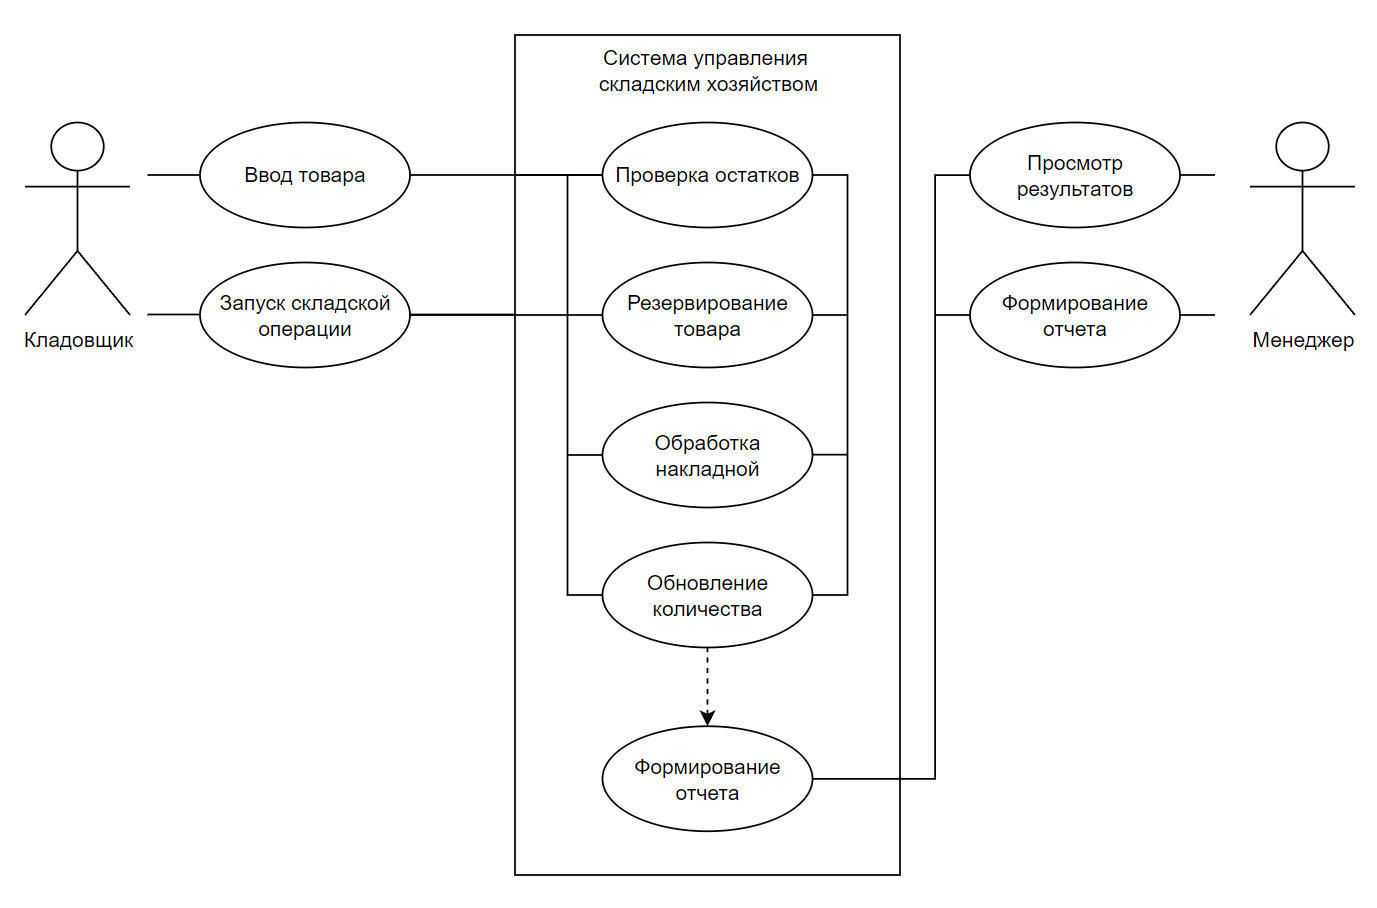 Система управления
складским хозяйством
Ввод товара
Проверка остатков
Просмотр
результатов
Запуск складской
операции
Резервирование
товара
Формирование
отчета
Кладовщик
Менеджер
Обработка
накладной
Обновление
количества
Формирование
отчета